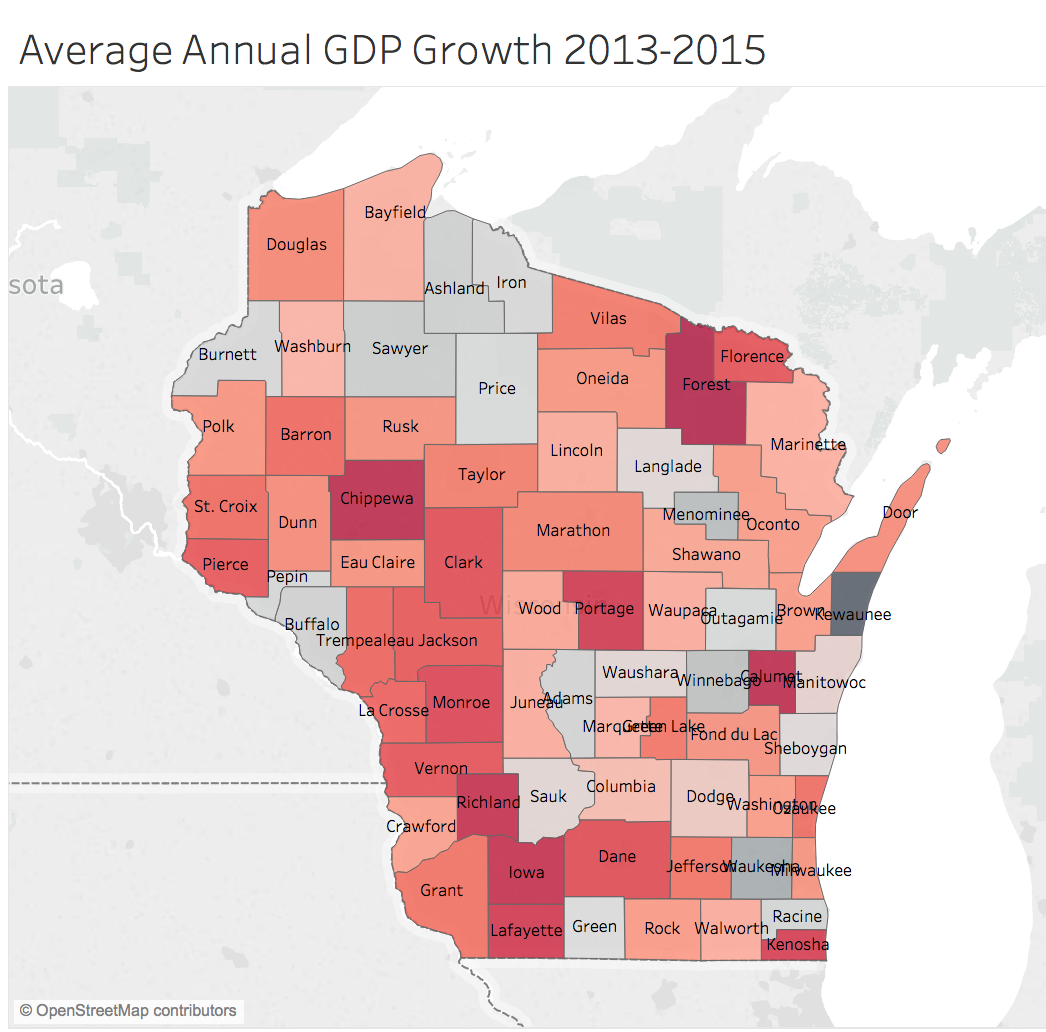 Average Annual GDP Growth 2013-2015
Bayfield
Douglas
Iron
sota
Ashland
Vilas
Washburn
Sawyer
Burnett
Florence
Oneida
Forest
Price
Polk
Rusk
Barron
Marinette
Lincoln
Langlade
Taylor
Chippewa
St. Croix
Door
Menominee
Dunn
Oconto
Marathon
Shawano
Eau Claire
Clark
Pierce
Pepin
Wisconsin
Wood
Portage
Waupaca
Brown
Kewaunee
Outagamie
Buffalo
Trempealeau
Jackson
Waushara
Calumet
Winnebago
Manitowoc
Adams
Juneau
Monroe
La Crosse
Marquette
Green Lake
Fond du Lac
Sheboygan
Vernon
Columbia
Sauk
Dodge
Richland
Washington
Ozaukee
Crawford
Dane
Jefferson
Waukesha
Milwaukee
Iowa
Grant
Racine
Green
Rock
Walworth
Lafayette
Kenosha
© OpenStreetMap contributors